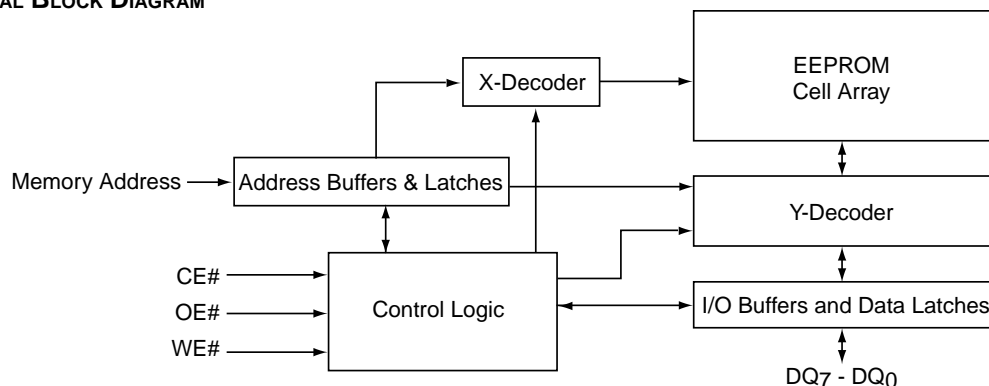 AL BLOCK DIAGRAM
X-Decoder
EEPROM
Cell Array
Memory Address
Address Buffers & Latches
Y-Decoder
CE#
OE#
WE#
Control Logic
I/O Buffers and Data Latches
DQ7 - DQ0